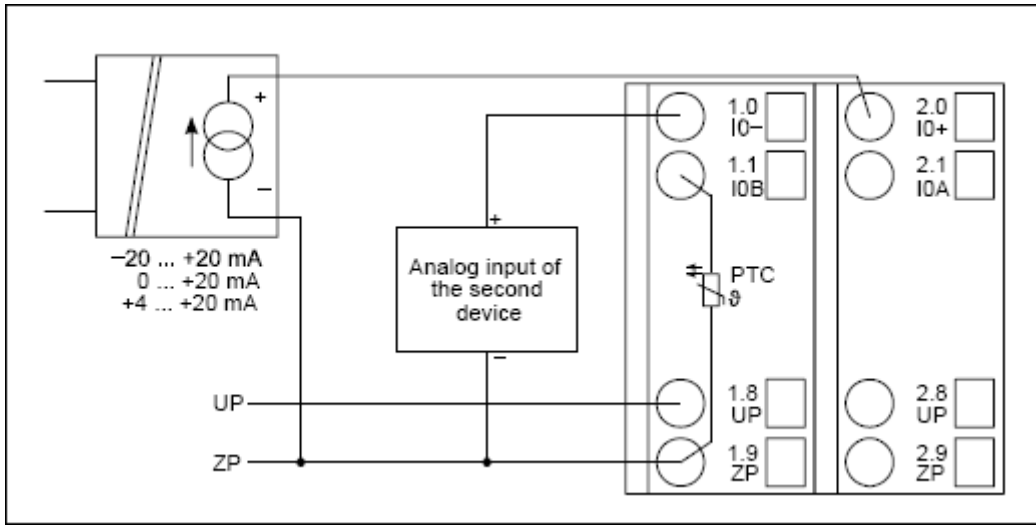 +
−
−20 ... +20 mA
0 ... +20 mA
+4 ... +20 mA
+
Analog input of
the second
device
−
UP
ZP
1.0
I0−
1.1
I0B
PTC
ϑ
1.8
UP
1.9
ZP
2.0
I0+
2.1
I0A
2.8
UP
2.9
ZP